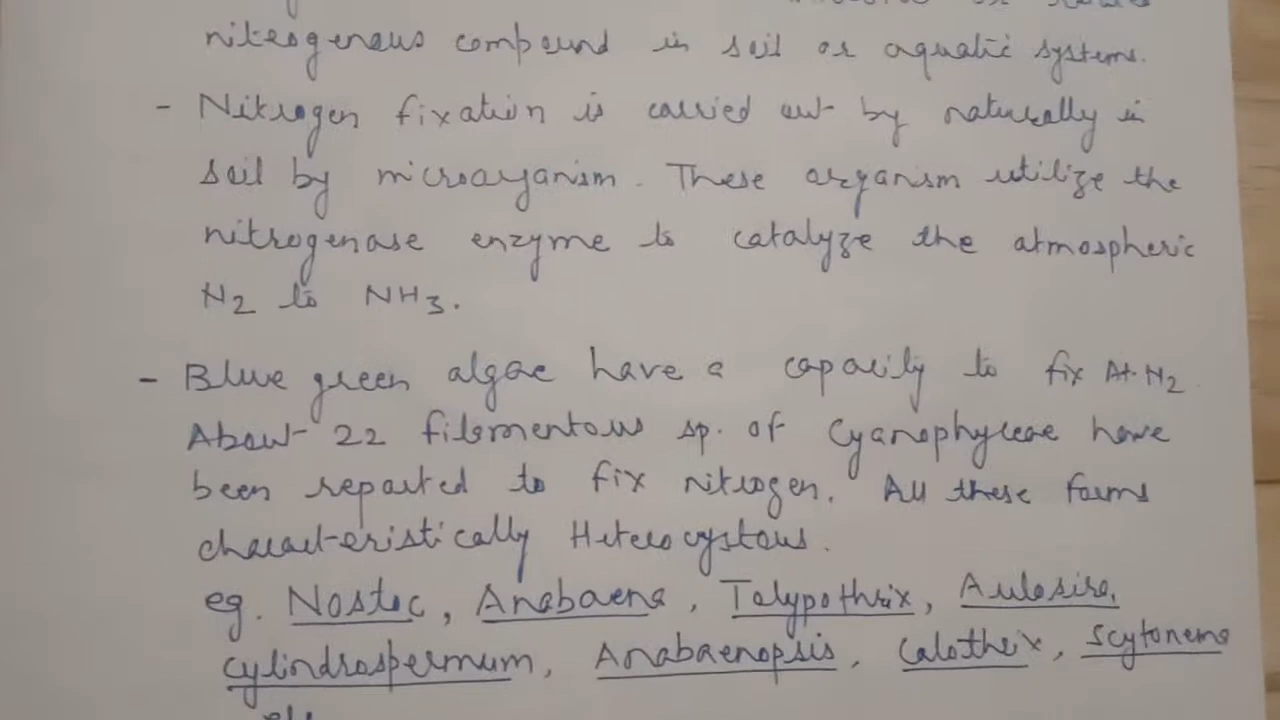 nitrogenous compound in soil or aquatic systems.
- Nitrogen fixation is carried out by naturally in
soil by microorganism. These organism utilize the
nitrogenase enzyme to catalyze the atmospheric
N2 to NH3.
- Blue green algae have a capacity to fix At. N2.
About 22 filamentous sp. of Cyanophyceae have
been reported to fix nitrogen. All these forms
characteristically Heterocystous.
eg. Nostoc, Anabaena, Tolypothrix, Aulosira,
Cylindrospermum, Anabaenopsis, Calothrix, Scytonema
etc.